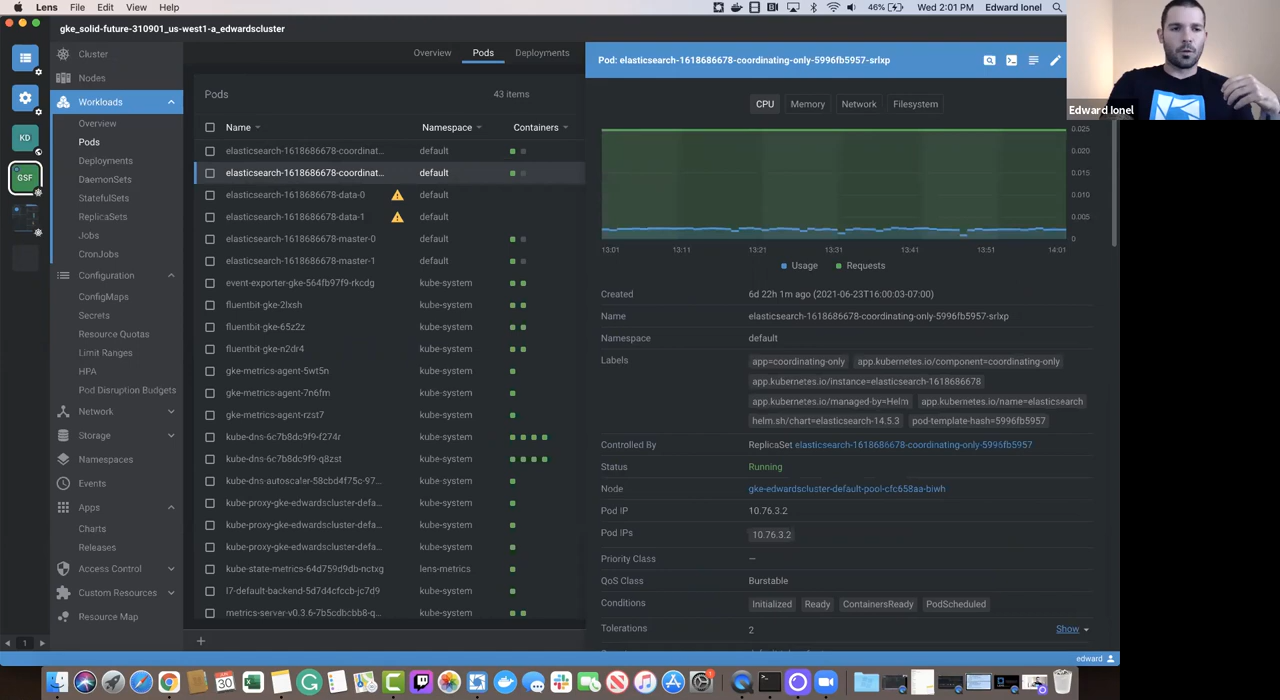 Lens File Edit View Help 46% Wed 2:01 PM Edward Ionel
gke_solid-future-310901_us-west1-a_edwardscluster
Cluster
Nodes
Workloads
Overview
Pods
Deployments
DaemonSets
StatefulSets
ReplicaSets
Jobs
CronJobs
Configuration
ConfigMaps
Secrets
Resource Quotas
Limit Ranges
HPA
Pod Disruption Budgets
Network
Storage
Namespaces
Events
Apps
Charts
Releases
Access Control
Custom Resources
Resource Map
KD
GSF
1
Overview Pods Deployments
Pods 43 items
Name Namespace Containers
elasticsearch-1618686678-coordinat... default
elasticsearch-1618686678-coordinat... default
elasticsearch-1618686678-data-0 default
elasticsearch-1618686678-data-1 default
elasticsearch-1618686678-master-0 default
elasticsearch-1618686678-master-1 default
event-exporter-gke-564fb97f9-rkcdg kube-system
fluentbit-gke-2lxsh kube-system
fluentbit-gke-65z2z kube-system
fluentbit-gke-n2dr4 kube-system
gke-metrics-agent-5wt5n kube-system
gke-metrics-agent-7n6fm kube-system
gke-metrics-agent-rzst7 kube-system
kube-dns-6c7b8dc9f9-f274r kube-system
kube-dns-6c7b8dc9f9-q8zst kube-system
kube-dns-autoscaler-58cbd4f75c-97... kube-system
kube-proxy-gke-edwardscluster-defa... kube-system
kube-proxy-gke-edwardscluster-defa... kube-system
kube-proxy-gke-edwardscluster-defa... kube-system
kube-state-metrics-64d759d9db-nctxg lens-metrics
l7-default-backend-5d7d4cfccb-jc7d9 kube-system
metrics-server-v0.3.6-7b5cdbcbb8-q... kube-system
Pod: elasticsearch-1618686678-coordinating-only-5996fb5957-srlxp
CPU Memory Network Filesystem
0.025
0.020
0.015
0.010
0.005
0
13:01 13:11 13:21 13:31 13:41 13:51 14:01
Usage Requests
Created 6d 22h 1m ago (2021-06-23T16:00:03-07:00)
Name elasticsearch-1618686678-coordinating-only-5996fb5957-srlxp
Namespace default
Labels app=coordinating-only app.kubernetes.io/component=coordinating-only
app.kubernetes.io/instance=elasticsearch-1618686678
app.kubernetes.io/managed-by=Helm app.kubernetes.io/name=elasticsearch
helm.sh/chart=elasticsearch-14.5.3 pod-template-hash=5996fb5957
Controlled By ReplicaSet elasticsearch-1618686678-coordinating-only-5996fb5957
Status Running
Node gke-edwardscluster-default-pool-cfc658aa-biwh
Pod IP 10.76.3.2
Pod IPs 10.76.3.2
Priority Class —
QoS Class Burstable
Conditions Initialized Ready ContainersReady PodScheduled
Tolerations 2 Show
edward
Edward Ionel
30